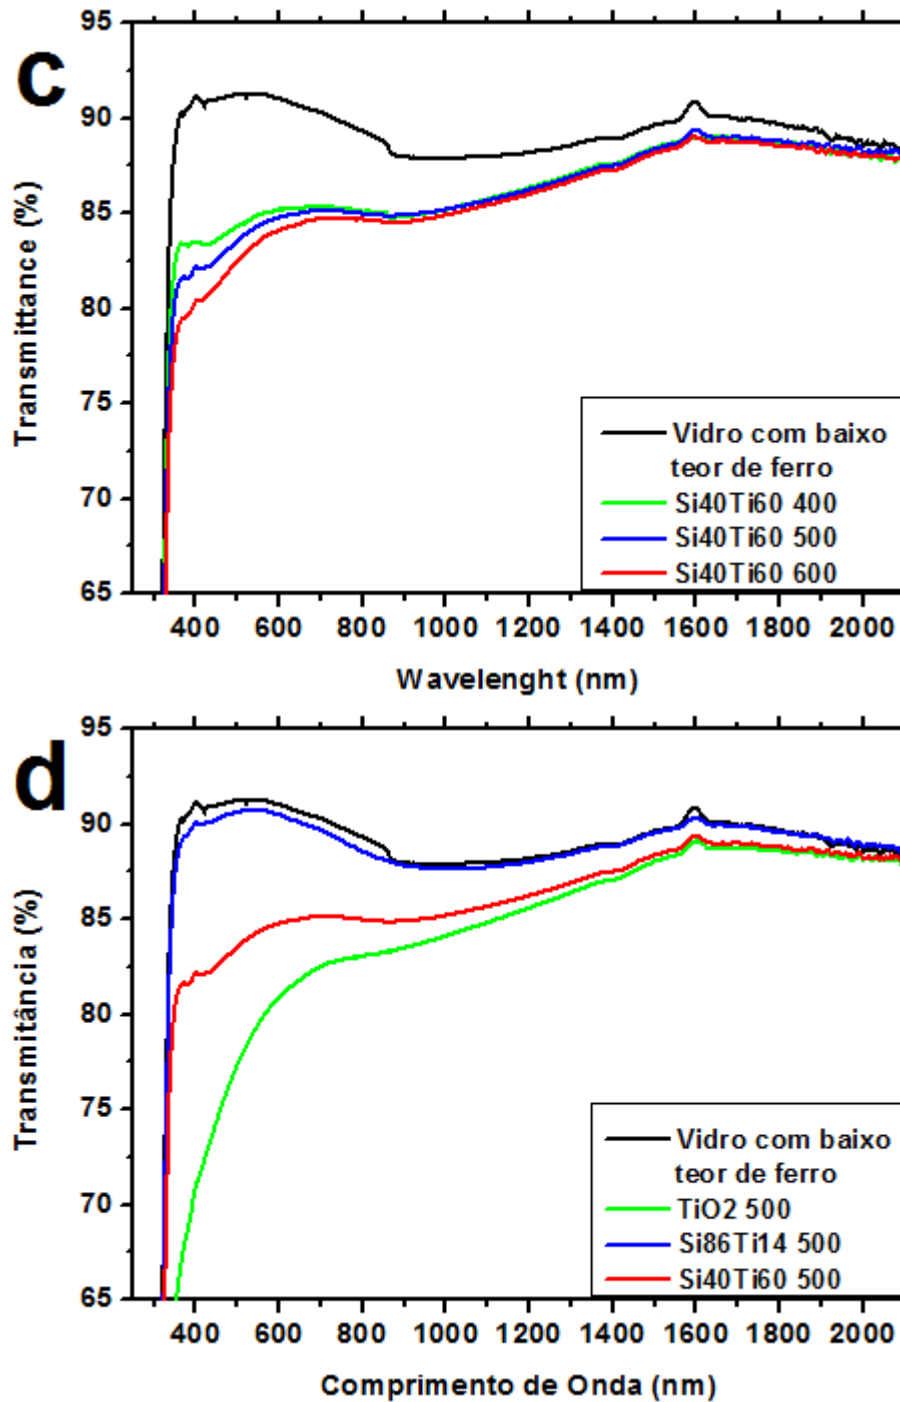 c
95
90
85
80
75
70
65
Transmittance (%)
Vidro com baixo
teor de ferro
Si40Ti60 400
Si40Ti60 500
Si40Ti60 600
400 600 800 1000 1200 1400 1600 1800 2000
Wavelenght (nm)
d
95
90
85
80
75
70
65
Transmitância (%)
Vidro com baixo
teor de ferro
TiO2 500
Si86Ti14 500
Si40Ti60 500
400 600 800 1000 1200 1400 1600 1800 2000
Comprimento de Onda (nm)